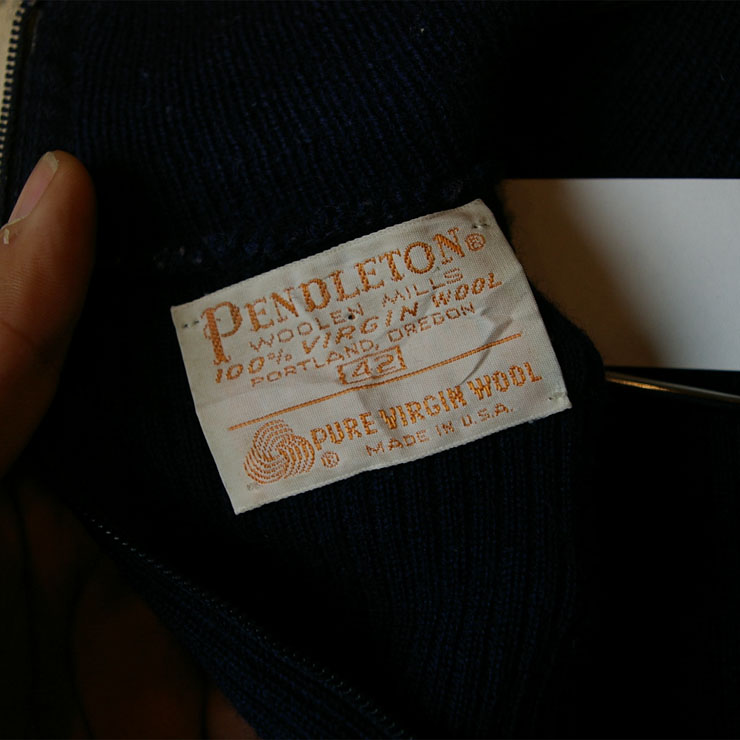 PENDLETON®
WOOLEN MILLS
100% VIRGIN WOOL
PORTLAND, OREGON
42
PURE VIRGIN WOOL
® MADE IN U.S.A.